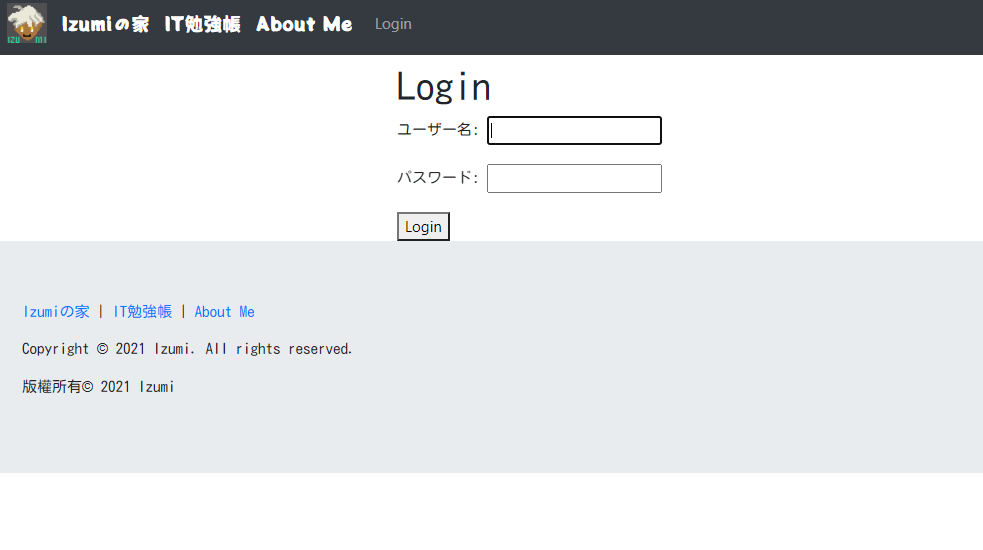 IZU MI
Izumiの家 IT勉強帳 About Me Login
Login
ユーザー名:
パスワード:
Login
Izumiの家 | IT勉強帳 | About Me
Copyright © 2021 Izumi. All rights reserved.
版權所有© 2021 Izumi